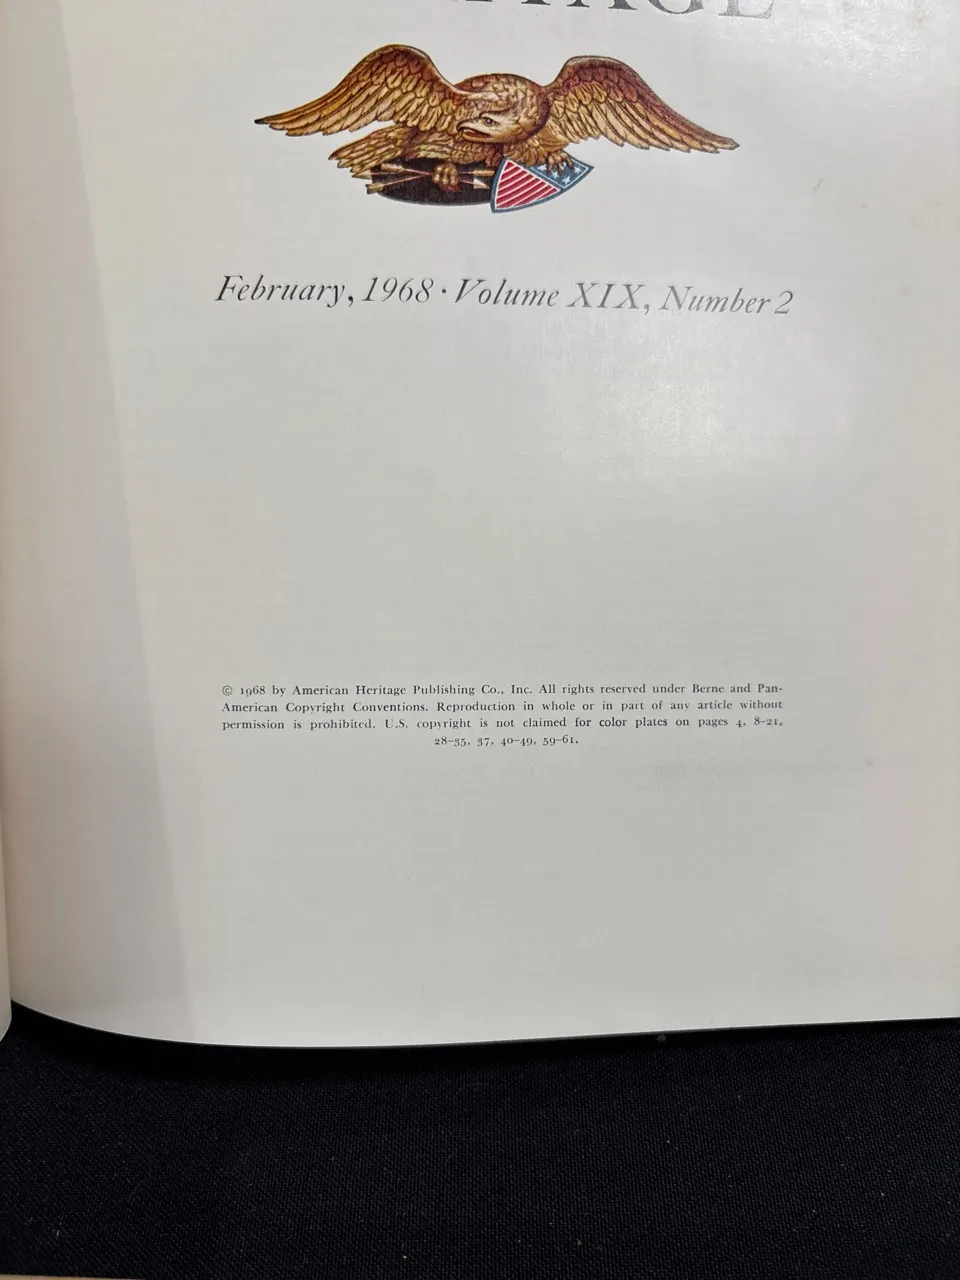 February, 1968 · Volume XIX, Number 2
© 1968 by American Heritage Publishing Co., Inc. All rights reserved under Berne and Pan-
American Copyright Conventions. Reproduction in whole or in part of any article without
permission is prohibited. U.S. copyright is not claimed for color plates on pages 4, 8–21,
28–35, 37, 40–49, 59–61.